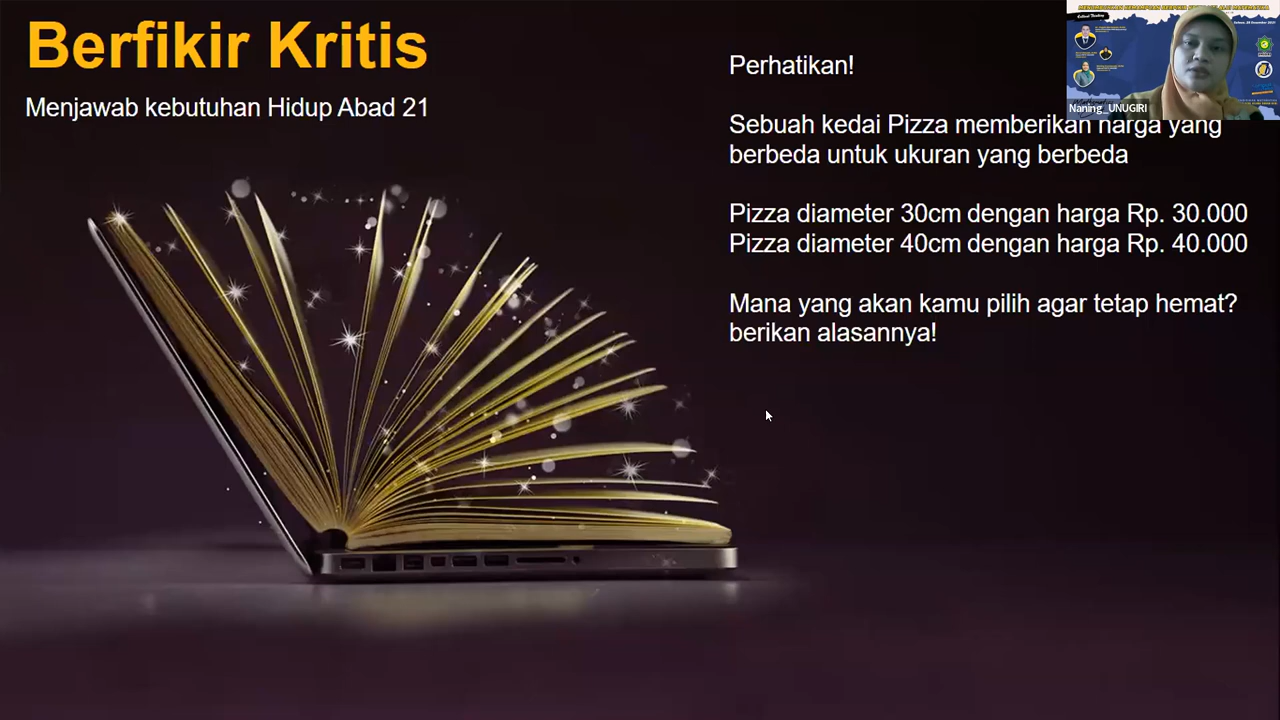 Berfikir Kritis
Menjawab kebutuhan Hidup Abad 21
Perhatikan!
Sebuah kedai Pizza memberikan harga yang
berbeda untuk ukuran yang berbeda
Pizza diameter 30cm dengan harga Rp. 30.000
Pizza diameter 40cm dengan harga Rp. 40.000
Mana yang akan kamu pilih agar tetap hemat?
berikan alasannya!
Naning_UNUGIRI